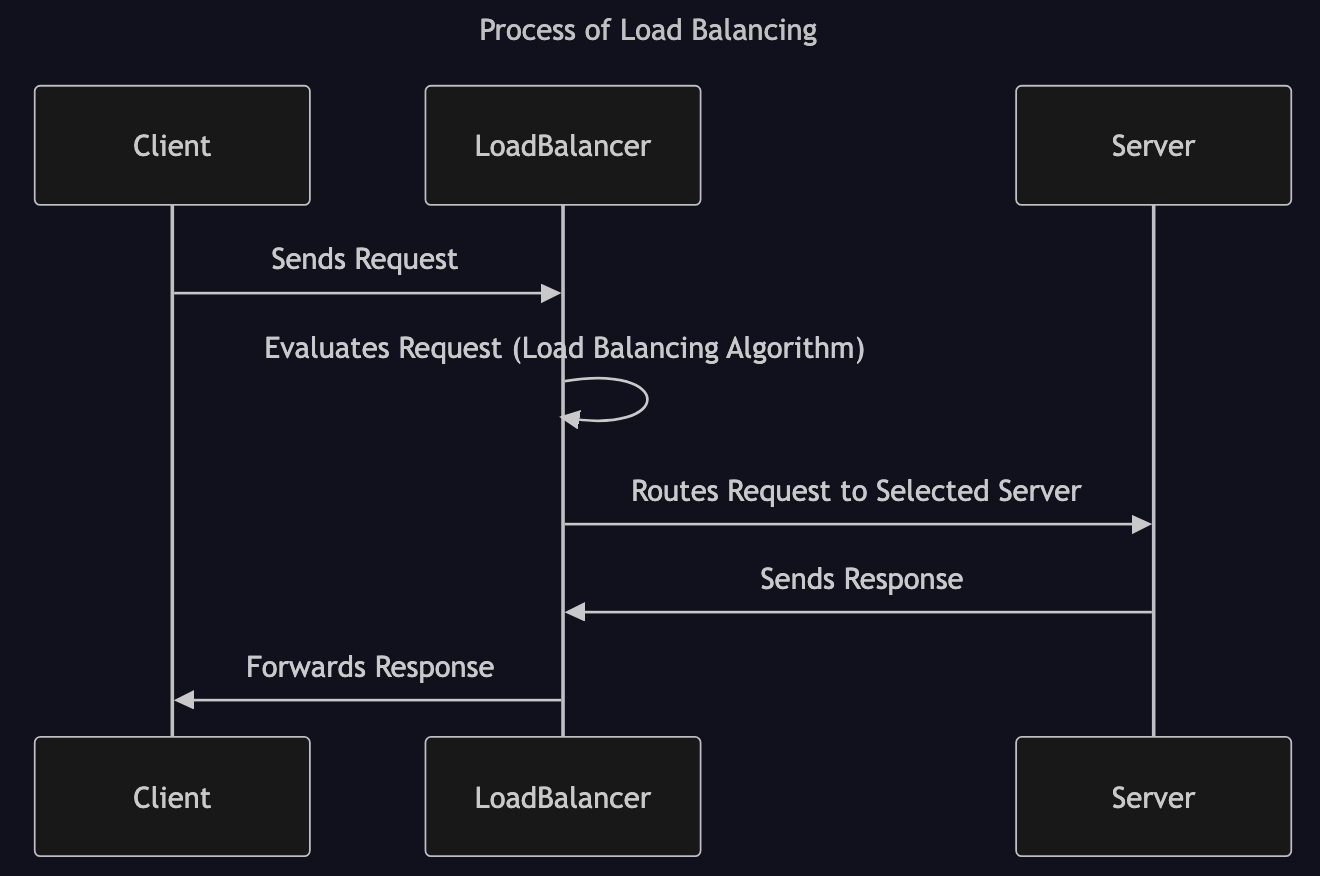 Process of Load Balancing
Client
LoadBalancer
Server
Sends Request
Evaluates Request (Load Balancing Algorithm)
Routes Request to Selected Server
Sends Response
Forwards Response
Client
LoadBalancer
Server